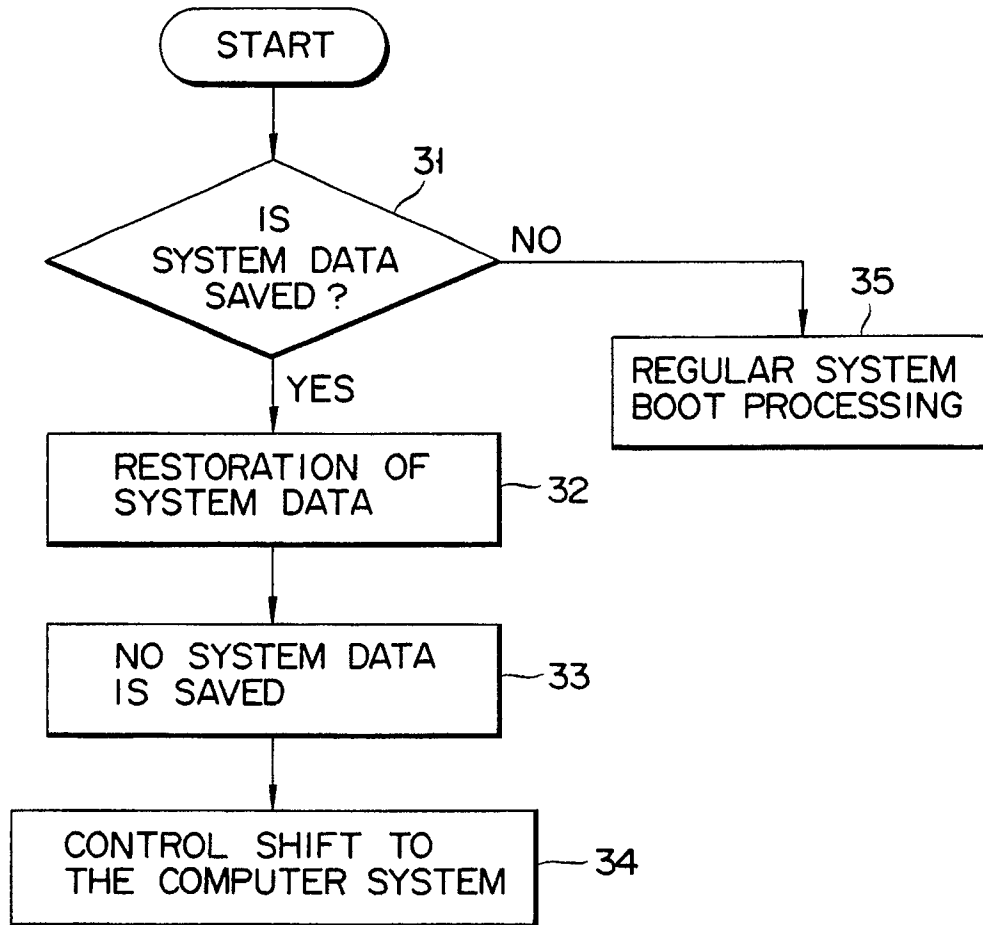 START
31
IS
SYSTEM DATA
SAVED ?
NO
YES
35
REGULAR SYSTEM
BOOT PROCESSING
RESTORATION OF
SYSTEM DATA
32
NO SYSTEM DATA
IS SAVED
33
CONTROL SHIFT TO
THE COMPUTER SYSTEM
34